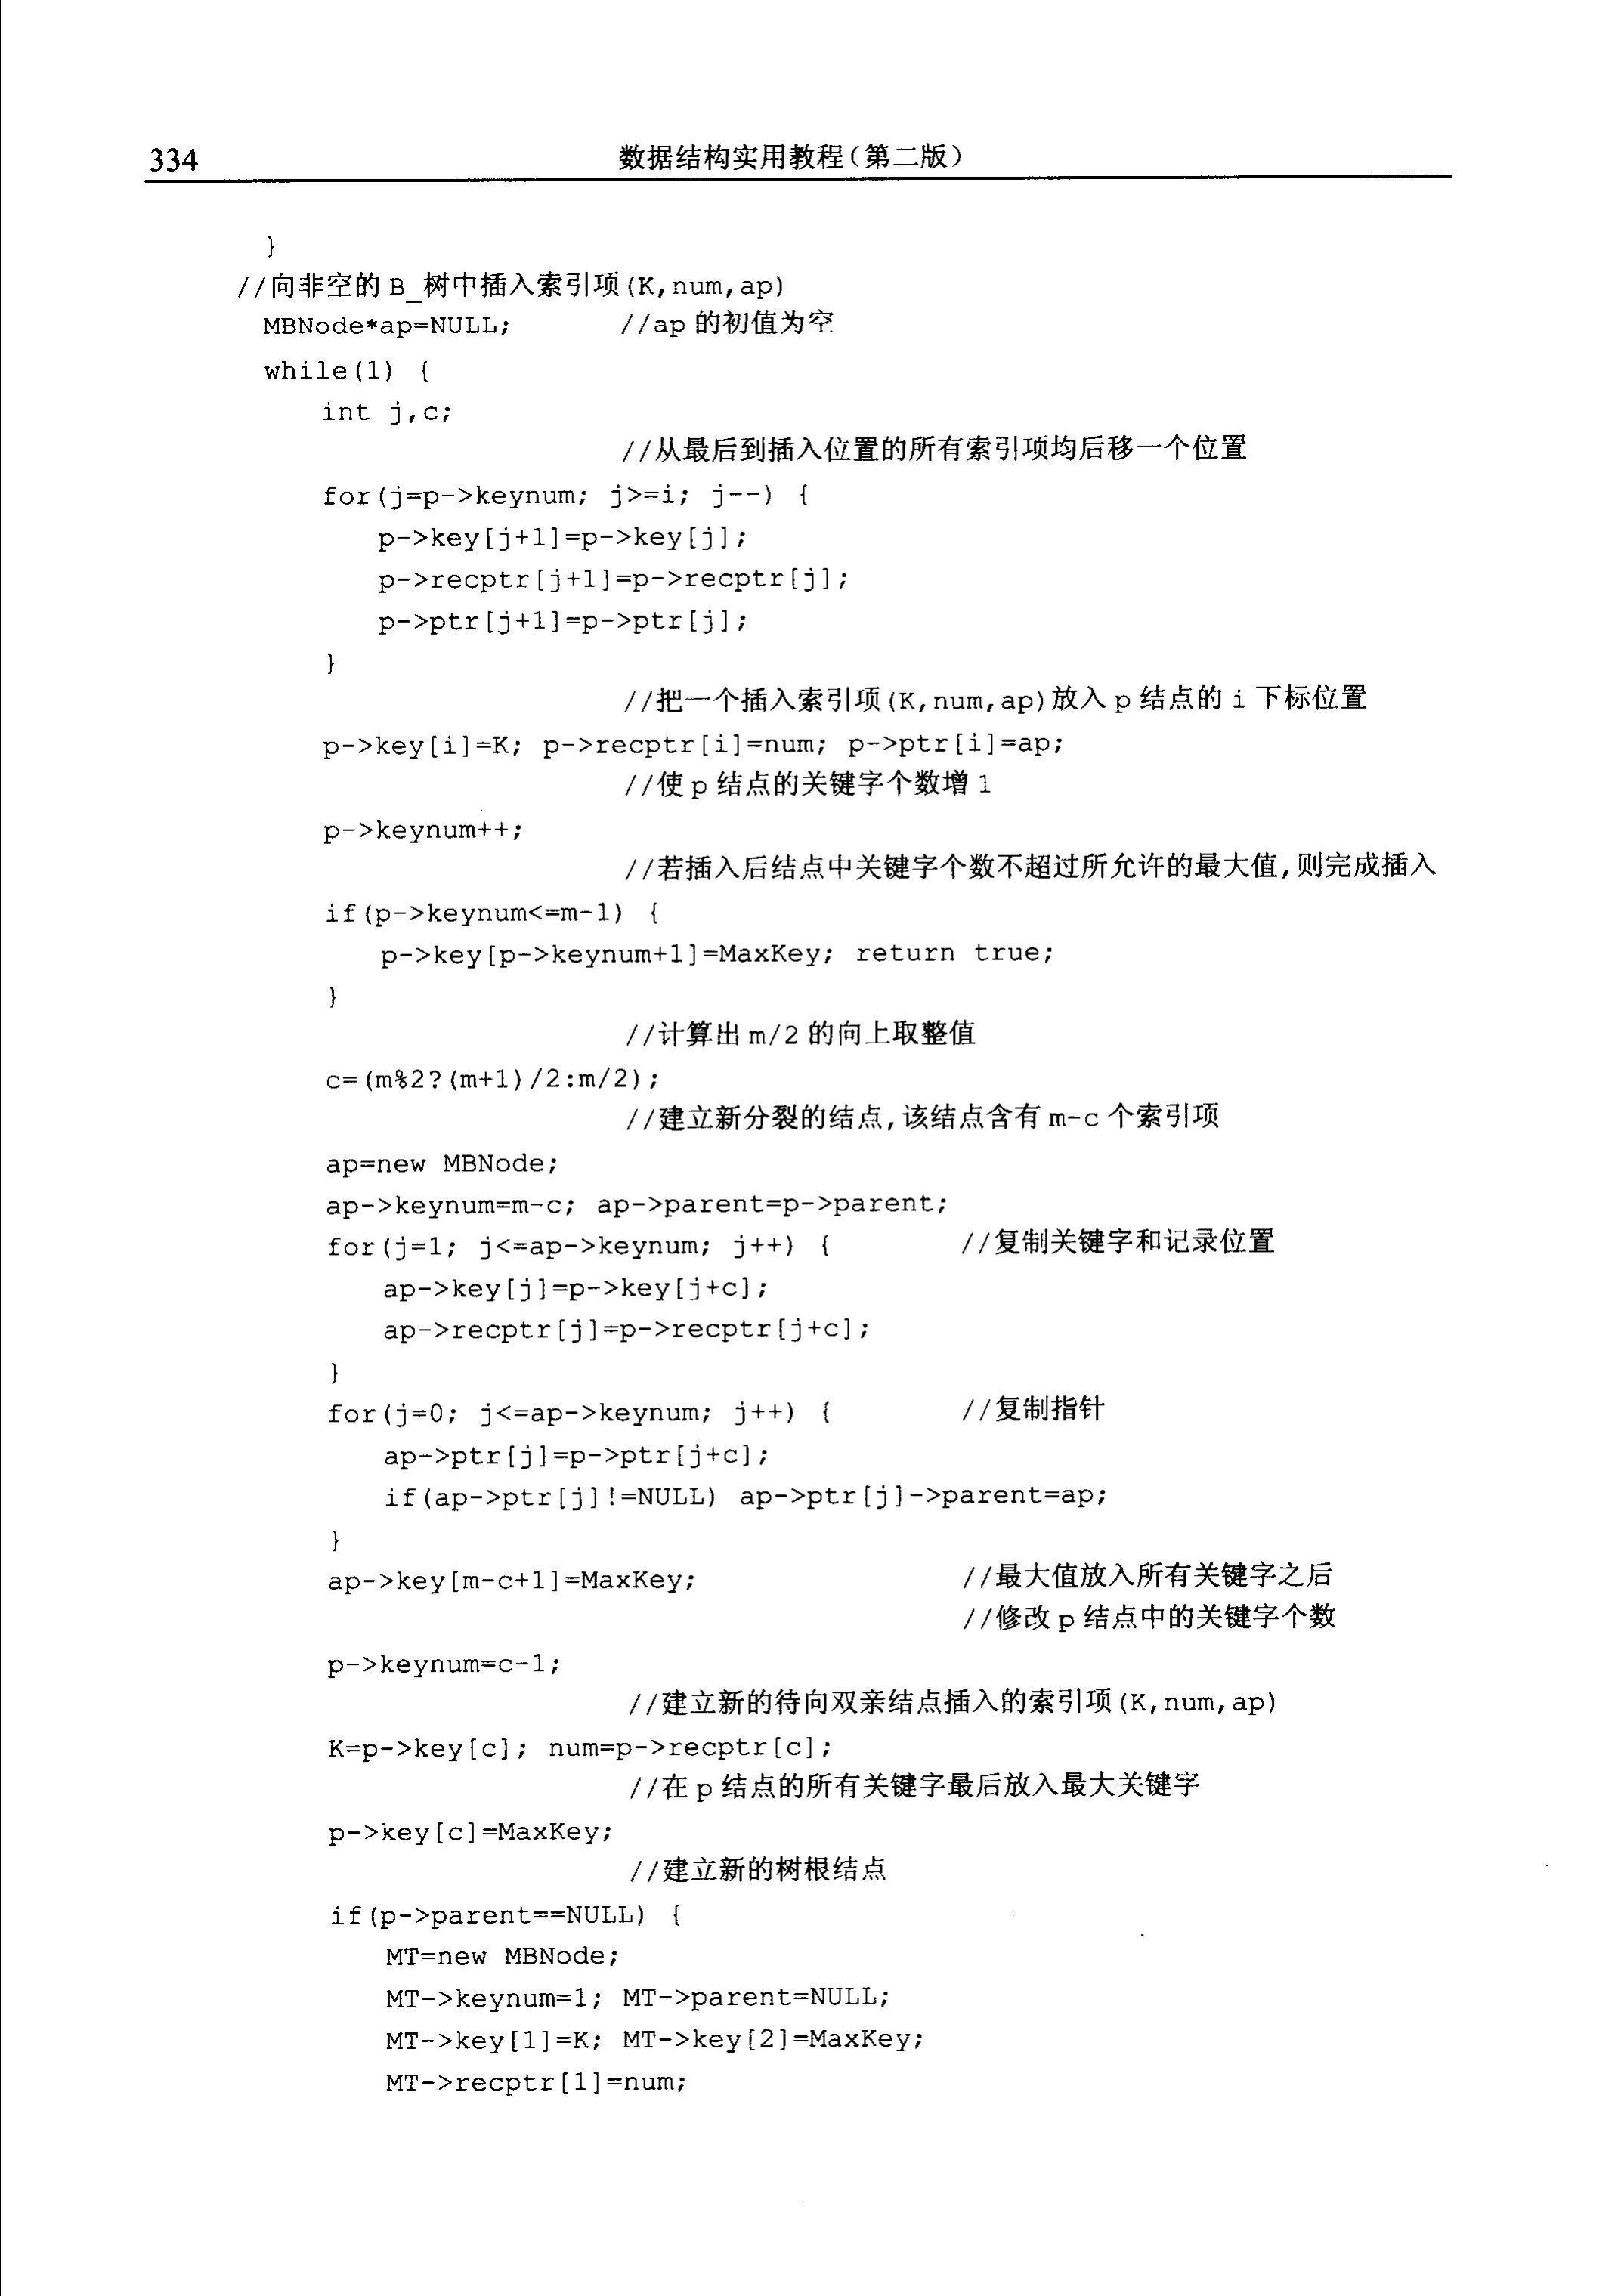 334 数据结构实用教程(第二版)
}
//向非空的 B_树中插入索引项(K,num,ap)
MBNode*ap=NULL; //ap 的初值为空
while(1) {
int j,c;
//从最后到插入位置的所有索引项均后移一个位置
for(j=p->keynum; j>=i; j--) {
p->key[j+1]=p->key[j];
p->recptr[j+1]=p->recptr[j];
p->ptr[j+1]=p->ptr[j];
}
//把一个插入索引项(K,num,ap)放入 p 结点的 i 下标位置
p->key[i]=K; p->recptr[i]=num; p->ptr[i]=ap;
//使 p 结点的关键字个数增 1
p->keynum++;
//若插入后结点中关键字个数不超过所允许的最大值,则完成插入
if(p->keynum<=m-1) {
p->key[p->keynum+1]=MaxKey; return true;
}
//计算出 m/2 的向上取整值
c=(m%2?(m+1)/2:m/2);
//建立新分裂的结点,该结点含有 m-c 个索引项
ap=new MBNode;
ap->keynum=m-c; ap->parent=p->parent;
for(j=1; j<=ap->keynum; j++) { //复制关键字和记录位置
ap->key[j]=p->key[j+c];
ap->recptr[j]=p->recptr[j+c];
}
for(j=0; j<=ap->keynum; j++) { //复制指针
ap->ptr[j]=p->ptr[j+c];
if(ap->ptr[j]!=NULL) ap->ptr[j]->parent=ap;
}
ap->key[m-c+1]=MaxKey; //最大值放入所有关键字之后
//修改 p 结点中的关键字个数
p->keynum=c-1;
//建立新的待向双亲结点插入的索引项(K,num,ap)
K=p->key[c]; num=p->recptr[c];
//在 p 结点的所有关键字最后放入最大关键字
p->key[c]=MaxKey;
//建立新的树根结点
if(p->parent==NULL) {
MT=new MBNode;
MT->keynum=1; MT->parent=NULL;
MT->key[1]=K; MT->key[2]=MaxKey;
MT->recptr[1]=num;